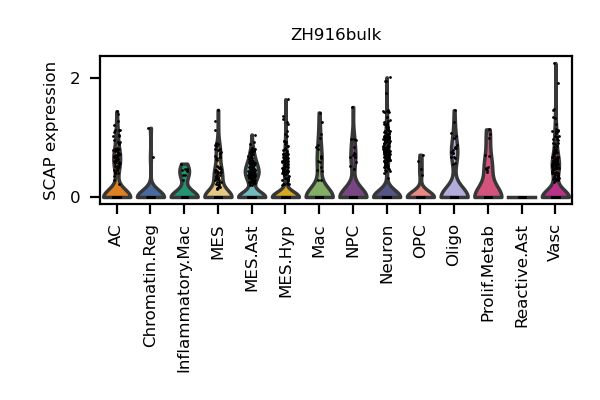 ZH916bulk
SCAP expression
2
0
AC
Chromatin.Reg
Inflammatory.Mac
MES
MES.Ast
MES.Hyp
Mac
NPC
Neuron
OPC
Oligo
Prolif.Metab
Reactive.Ast
Vasc